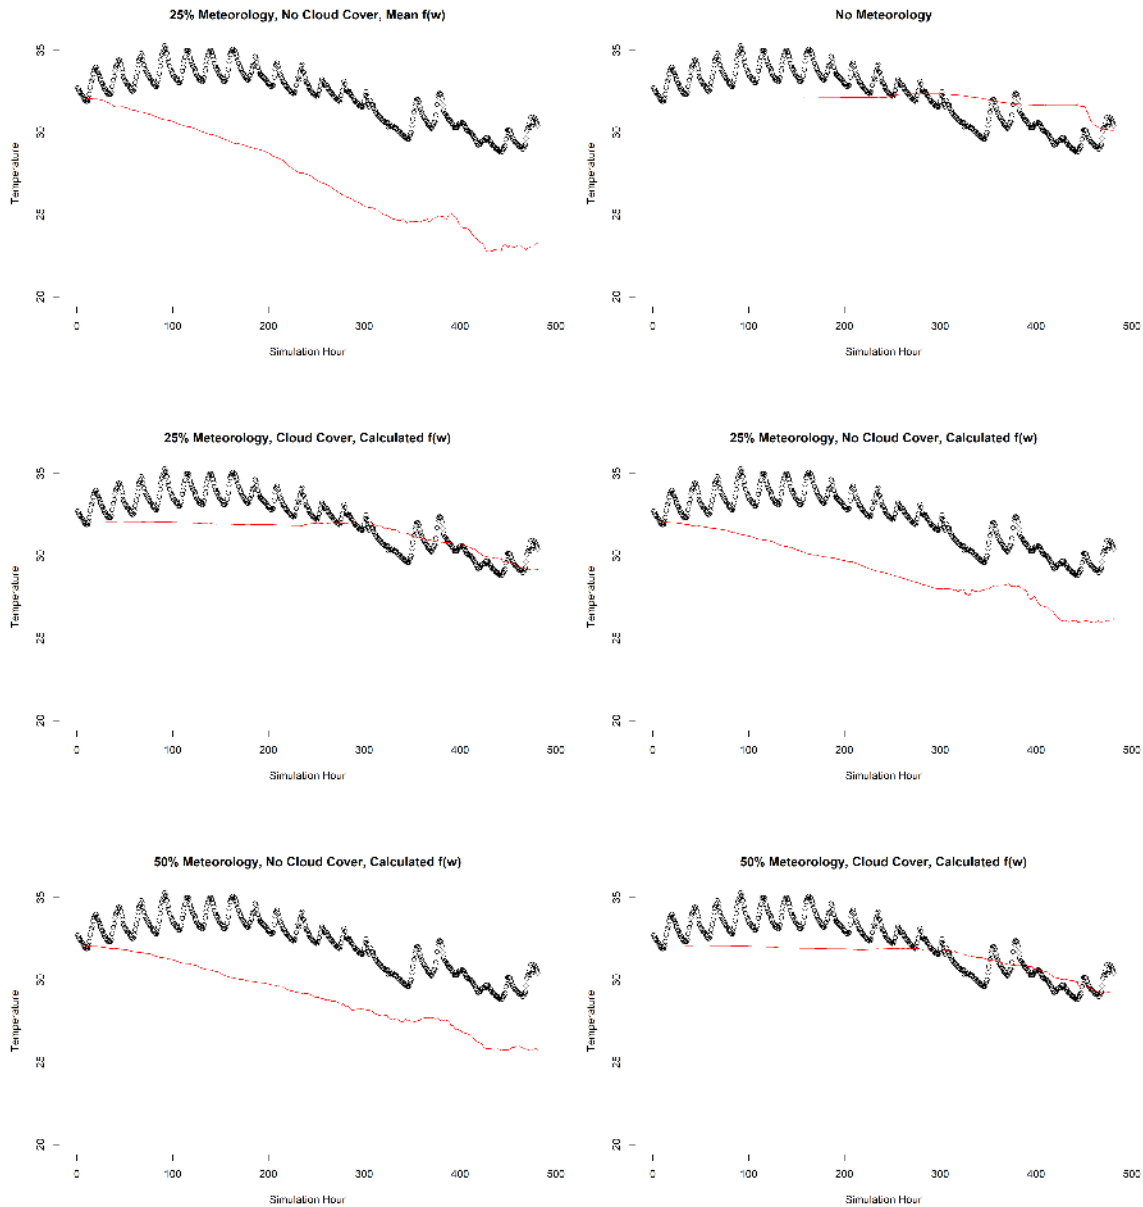 25% Meteorology, No Cloud Cover, Mean f(w)
35
30
25
20
Temperature
0 100 200 300 400 500
Simulation Hour
No Meteorology
35
30
25
20
Temperature
0 100 200 300 400 500
Simulation Hour
25% Meteorology, Cloud Cover, Calculated f(w)
35
30
25
20
Temperature
0 100 200 300 400 500
Simulation Hour
25% Meteorology, No Cloud Cover, Calculated f(w)
35
30
25
20
Temperature
0 100 200 300 400 500
Simulation Hour
50% Meteorology, No Cloud Cover, Calculated f(w)
35
30
25
20
Temperature
0 100 200 300 400 500
Simulation Hour
50% Meteorology, Cloud Cover, Calculated f(w)
35
30
25
20
Temperature
0 100 200 300 400 500
Simulation Hour